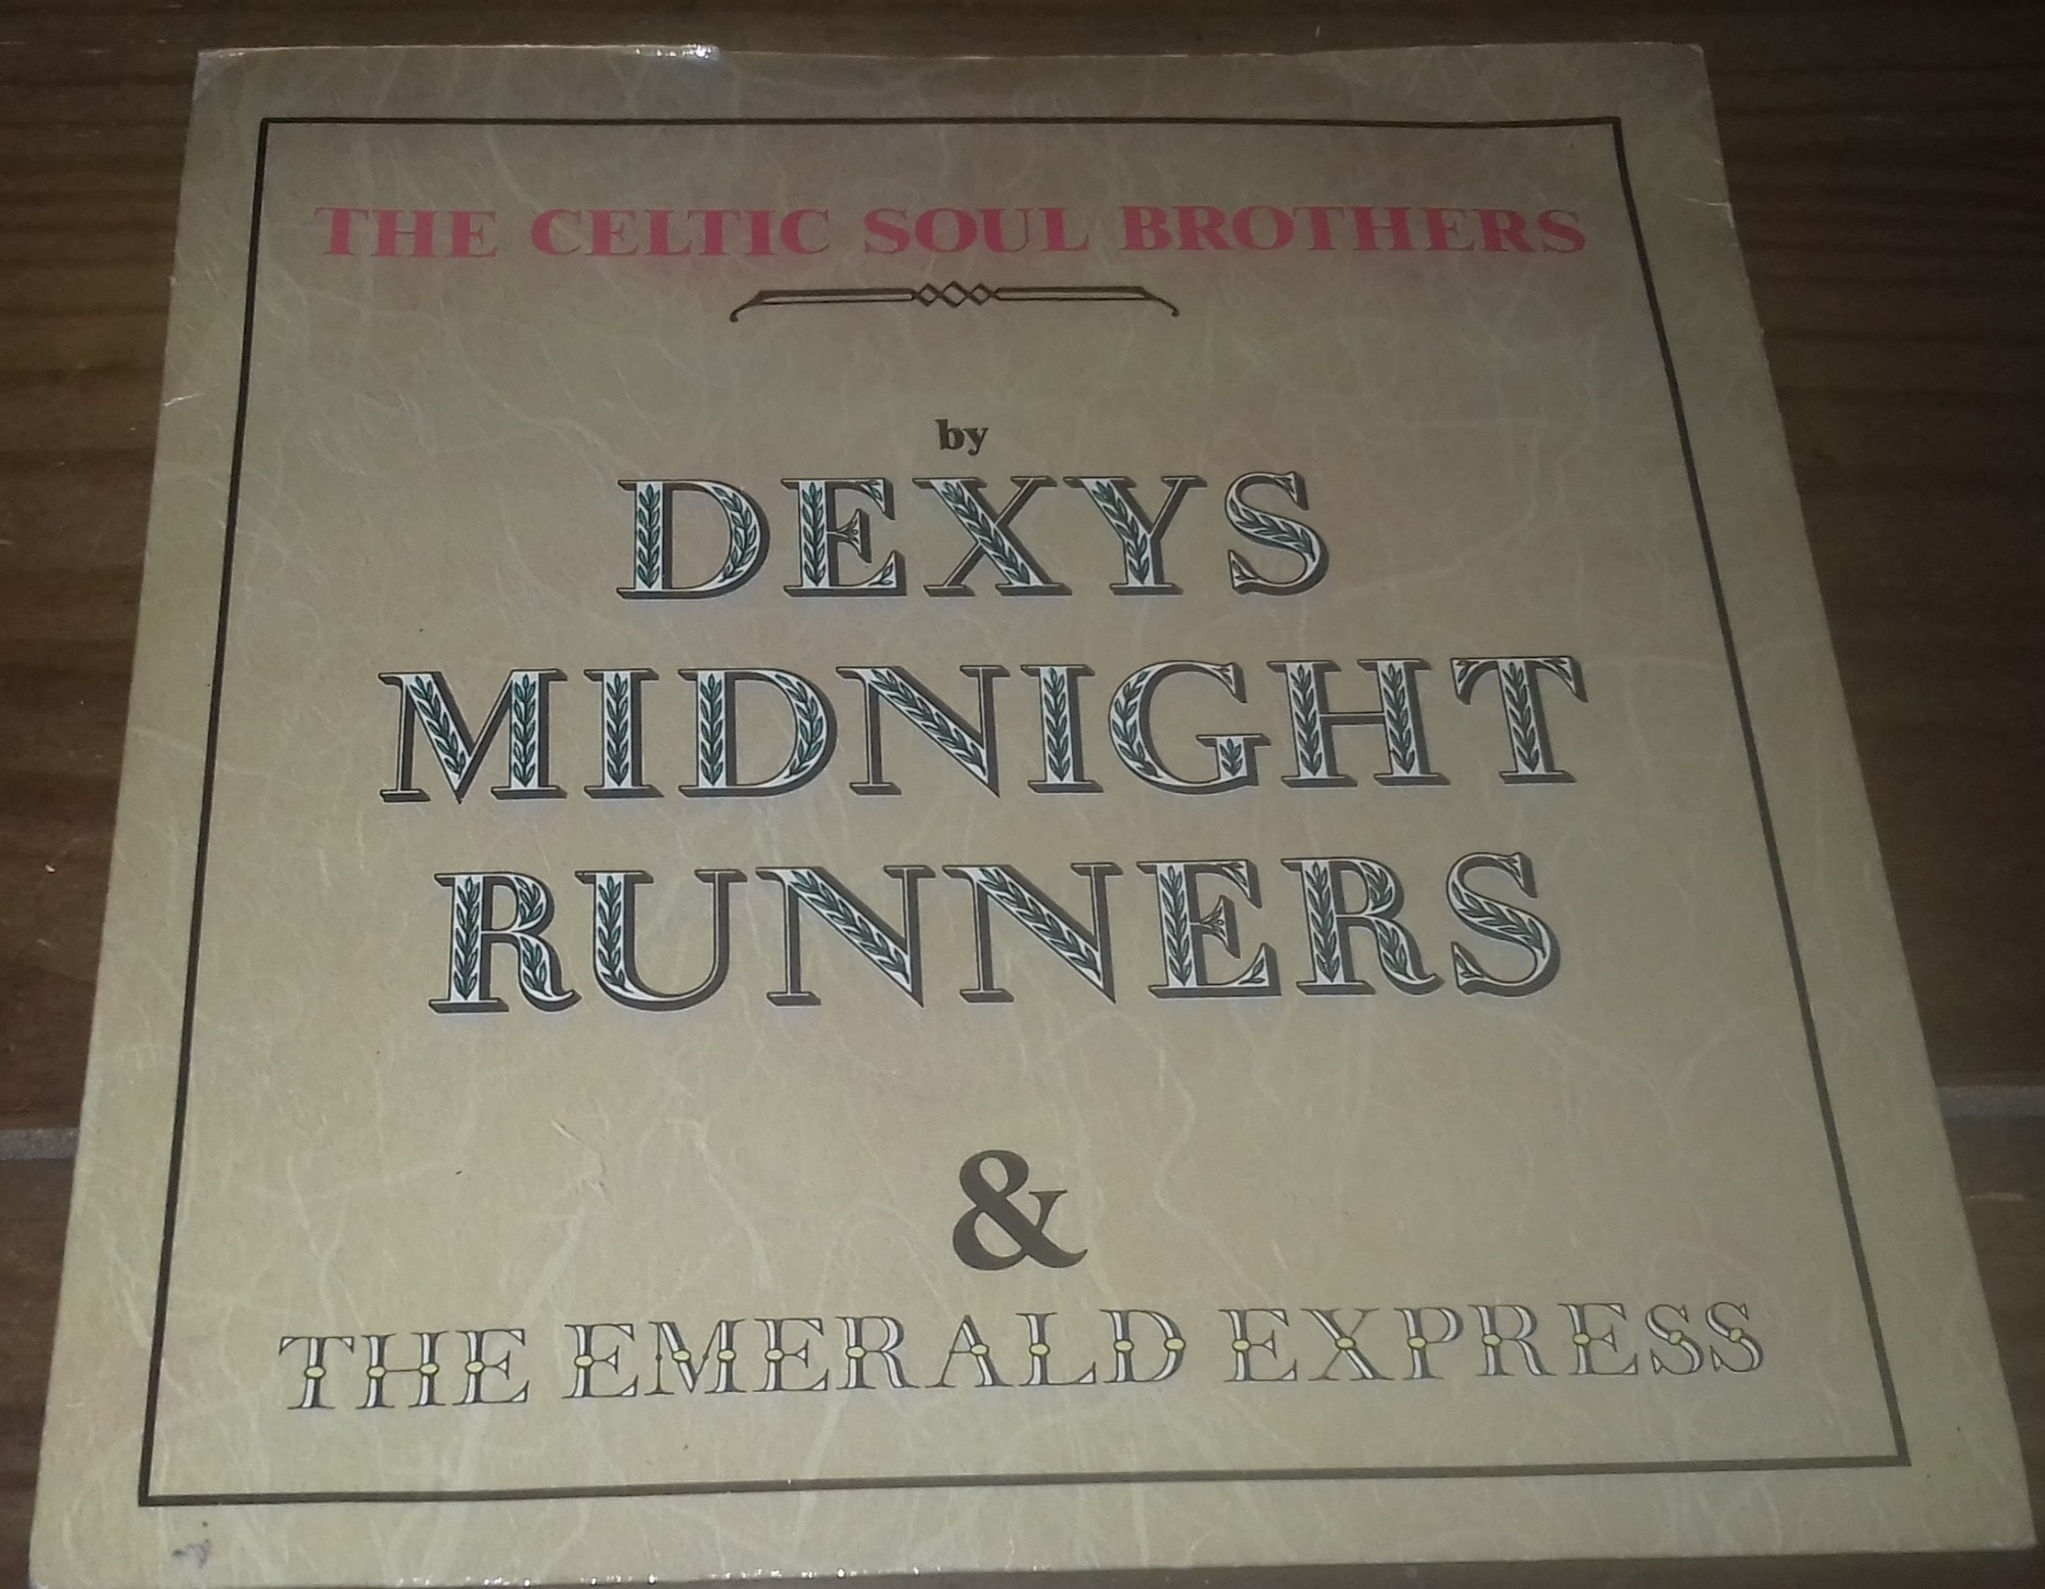 THE CELTIC SOUL BROTHERS
by
DEXYS
MIDNIGHT
RUNNERS
&
THE EMERALD EXPRESS